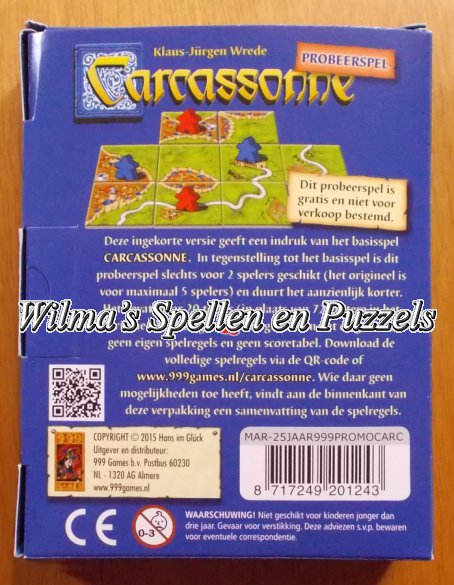 Klaus-Jürgen Wrede
PROBEERSPEL
Carcassonne
Dit probeerspel is
gratis en niet voor
verkoop bestemd.
Deze ingekorte versie geeft een indruk van het basisspel
CARCASSONNE. In tegenstelling tot het basisspel is dit
probeerspel slechts voor 2 spelers geschikt (het origineel is
voor maximaal 5 spelers) en duurt het aanzienlijk korter.
Wilma's Spellen en Puzzels
geen eigen spelregels en geen scoretabel. Download de
volledige spelregels via de QR-code of
www.999games.nl/carcassonne. Wie daar geen
mogelijkheden toe heeft, vindt aan de binnenkant van
deze verpakking een samenvatting van de spelregels.
999
GAMES
COPYRIGHT © 2015 Hans im Glück
Uitgever en distributeur:
999 Games b.v. Postbus 60230
NL - 1320 AG Almere
www.999games.nl
MAR-25JAAR999PROMOCARC
8 717249 201243
CE
0-3
WAARSCHUWING! Niet geschikt voor kinderen jonger dan
drie jaar. Gevaar voor verstikking. Deze adviezen s.v.p. bewaren
voor eventuele correspondentie.